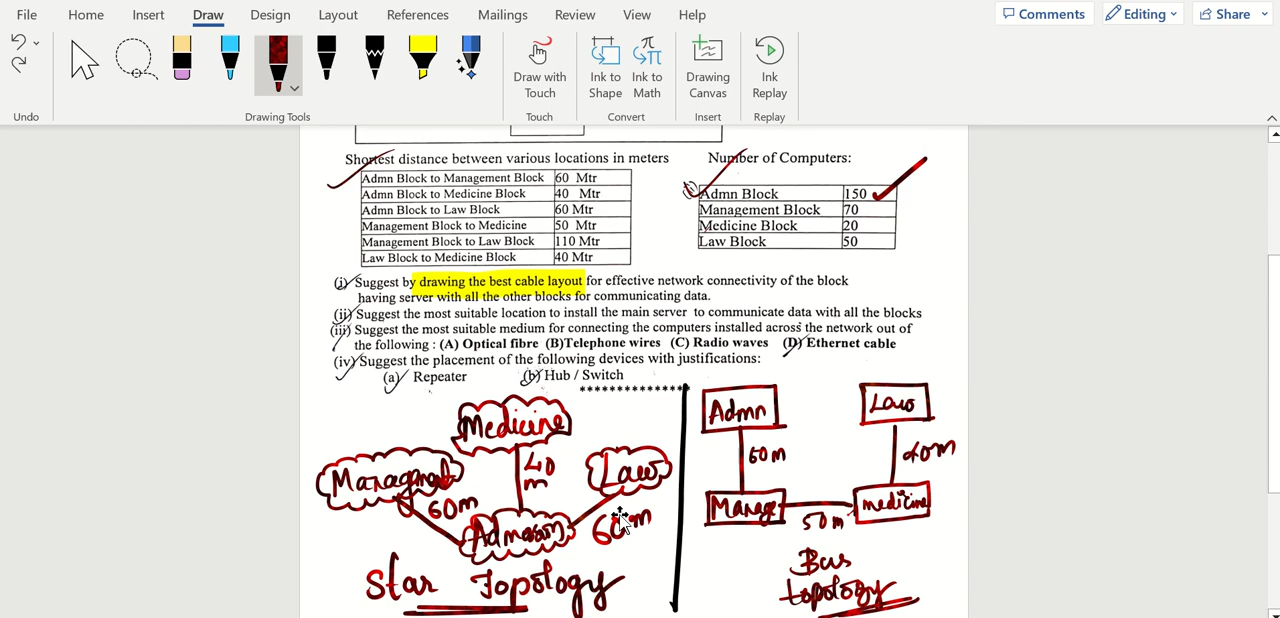 File Home Insert Draw Design Layout References Mailings Review View Help Comments Editing Share
Draw with Touch
Ink to Shape
Ink to Math
Drawing Canvas
Ink Replay
Undo Drawing Tools Touch Convert Insert Replay
Shortest distance between various locations in meters
Admn Block to Management Block 60 Mtr
Admn Block to Medicine Block 40 Mtr
Admn Block to Law Block 60 Mtr
Management Block to Medicine 50 Mtr
Management Block to Law Block 110 Mtr
Law Block to Medicine Block 40 Mtr
Number of Computers:
Admn Block 150
Management Block 70
Medicine Block 20
Law Block 50
(i) Suggest by drawing the best cable layout for effective network connectivity of the block
having server with all the other blocks for communicating data.
(ii) Suggest the most suitable location to install the main server to communicate data with all the blocks
(iii) Suggest the most suitable medium for connecting the computers installed across the network out of
the following : (A) Optical fibre (B)Telephone wires (C) Radio waves (D) Ethernet cable
(iv) Suggest the placement of the following devices with justifications:
(a) Repeater (b) Hub / Switch
**************
Medicine
Management
40
m
Law
60m
60m
Star Topology
Admn
Law
60m
40m
Manage
medicine
50m
Bus
topology